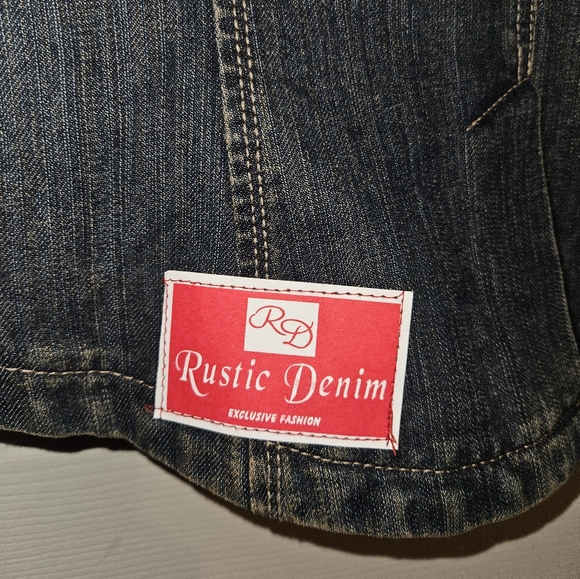 RD
Rustic Denim
EXCLUSIVE FASHION